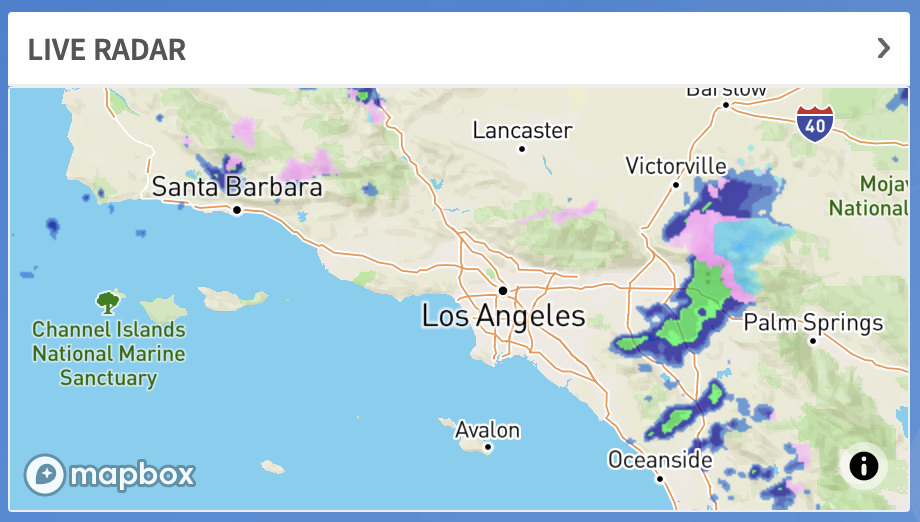 LIVE RADAR
Barstow
40
Lancaster
Victorville
Mojav
National
Santa Barbara
Channel Islands
National Marine
Sanctuary
Los Angeles
Palm Springs
Avalon
Oceanside
mapbox
i